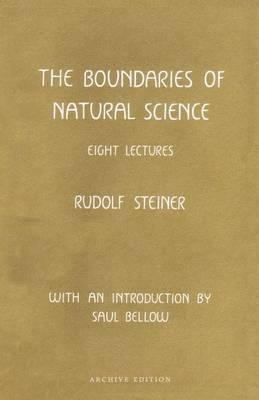 THE BOUNDARIES OF
NATURAL SCIENCE
EIGHT LECTURES
RUDOLF STEINER
WITH AN INTRODUCTION BY
SAUL BELLOW
ARCHIVE EDITION